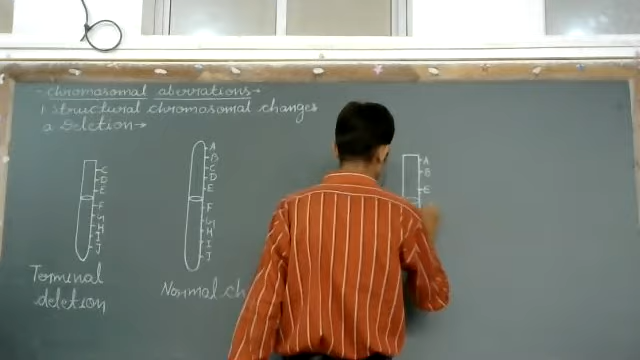 - Chromosomal aberrations→
1. Structural chromosomal changes
a Deletion→
C
D
E
F
G
H
I
J
Terminal
deletion
A
B
C
D
E
F
G
H
I
J
Normal ch
A
B
E